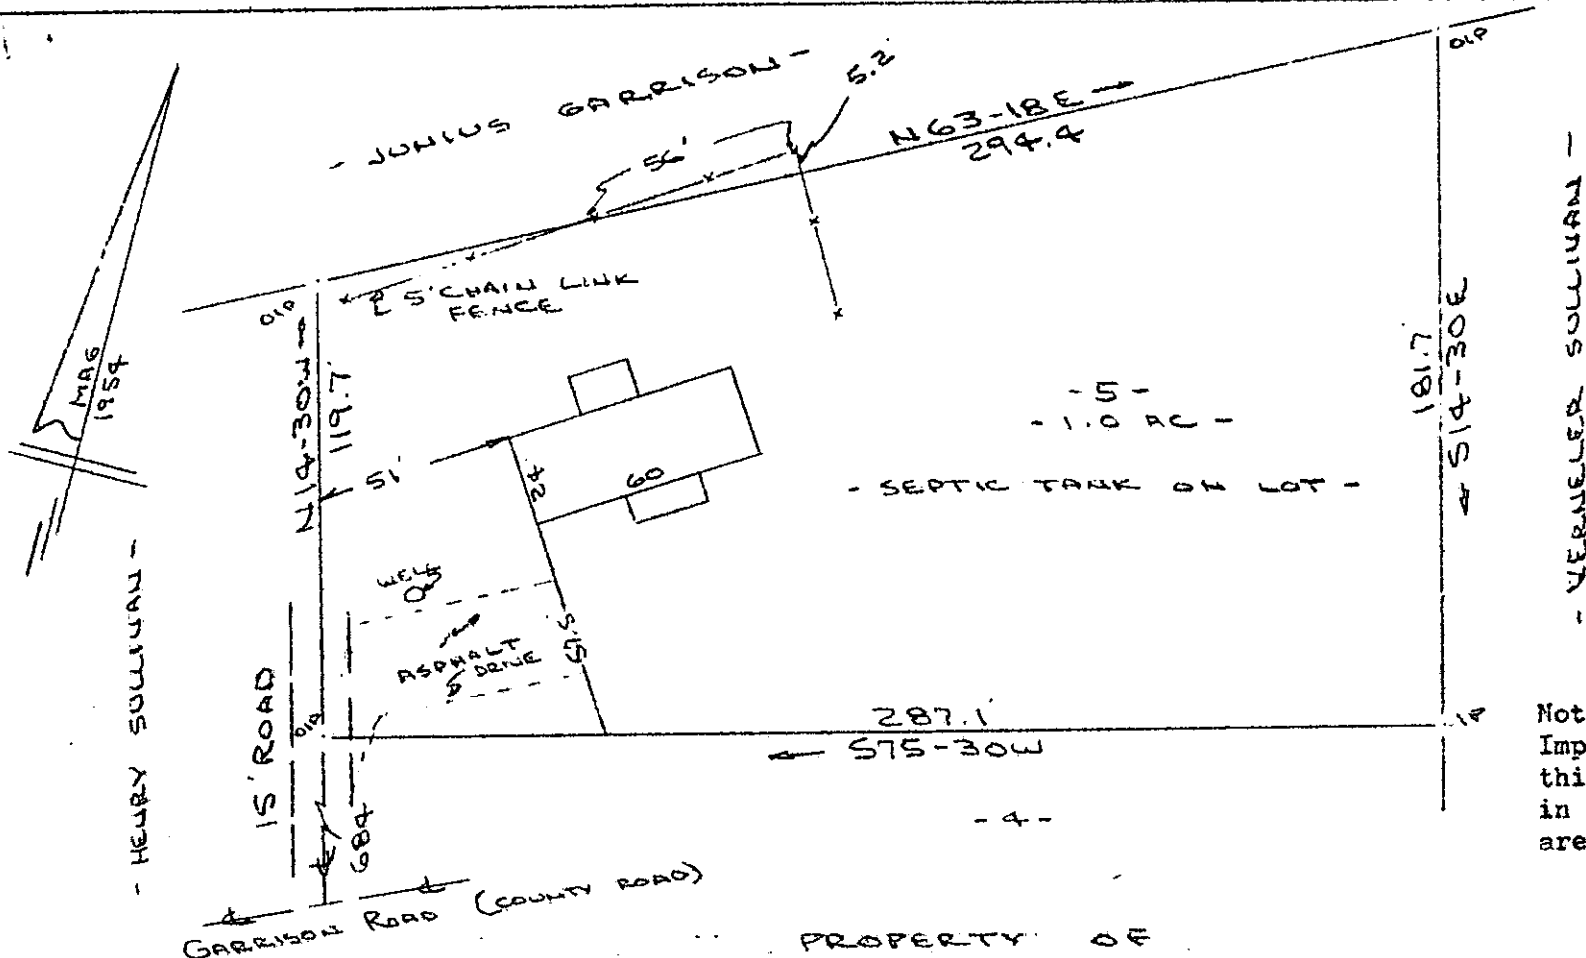 - JUNIUS GARRISON -
5.2
OIP
56'
N63-18E
294.4
MAG
1954
OIP
5' CHAIN LINK
FENCE
N14-30W
119.7
51'
24
60
- 5 -
- 1.0 AC -
- SEPTIC TANK ON LOT -
181.7
S14-30E
- VERNELER SULLIVAN -
- HENRY SULLIVAN -
WELL
ASPHALT
DRIVE
51.5
15' ROAD
OIP
287.1'
S75-30W
IP
684
- 4 -
Not
Imp
thi
in
are
GARRISON ROAD (COUNTY ROAD)
PROPERTY OF